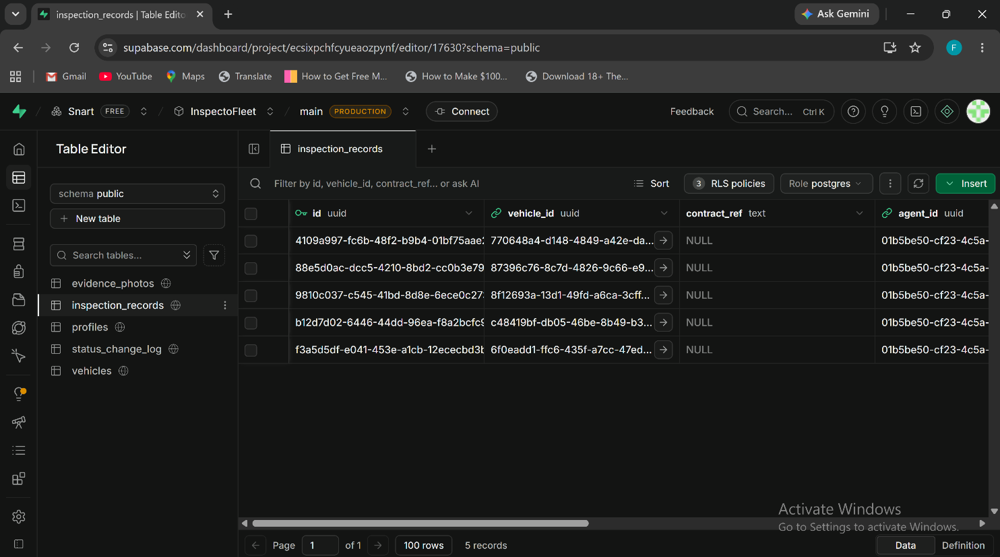 inspection_records | Table Edito
Ask Gemini
supabase.com/dashboard/project/ecsixpchfcyueaozpynf/editor/17630?schema=public
F
Gmail
YouTube
Maps
Translate
How to Get Free M...
How to Make $100...
Download 18+ The...
Snart FREE
InspectoFleet
main PRODUCTION
Connect
Feedback
Search... Ctrl K
Table Editor
inspection_records
schema public
New table
Search tables...
evidence_photos
inspection_records
profiles
status_change_log
vehicles
Filter by id, vehicle_id, contract_ref... or ask AI
Sort
3 RLS policies
Role postgres
Insert
id uuid vehicle_id uuid contract_ref text agent_id uuid
4109a997-fc6b-48f2-b9b4-01bf75aae 770648a4-d148-4849-a42e-da... NULL 01b5be50-cf23-4c5a-
88e5d0ac-dcc5-4210-8bd2-cc0b3e79 87396c76-8c7d-4826-9c66-e9... NULL 01b5be50-cf23-4c5a-
9810c037-c545-41bd-8d8e-6ece0c27 8f12693a-13d1-49fd-a6ca-3cff... NULL 01b5be50-cf23-4c5a-
b12d7d02-6446-44dd-96ea-f8a2bcfc c48419bf-db05-46be-8b49-b3... NULL 01b5be50-cf23-4c5a-
f3a5d5df-e041-453e-a1cb-12ececbd3 6f0eadd1-ffc6-435f-a7cc-47ed... NULL 01b5be50-cf23-4c5a-
Activate Windows
Go to Settings to activate Windows.
Page 1 of 1
100 rows
5 records
Data
Definition